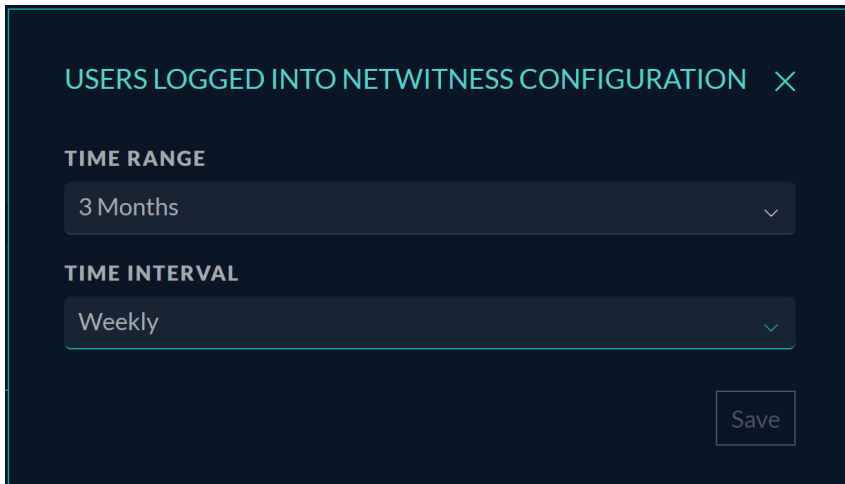 USERS LOGGED INTO NETWITNESS CONFIGURATION
TIME RANGE
3 Months
TIME INTERVAL
Weekly
Save